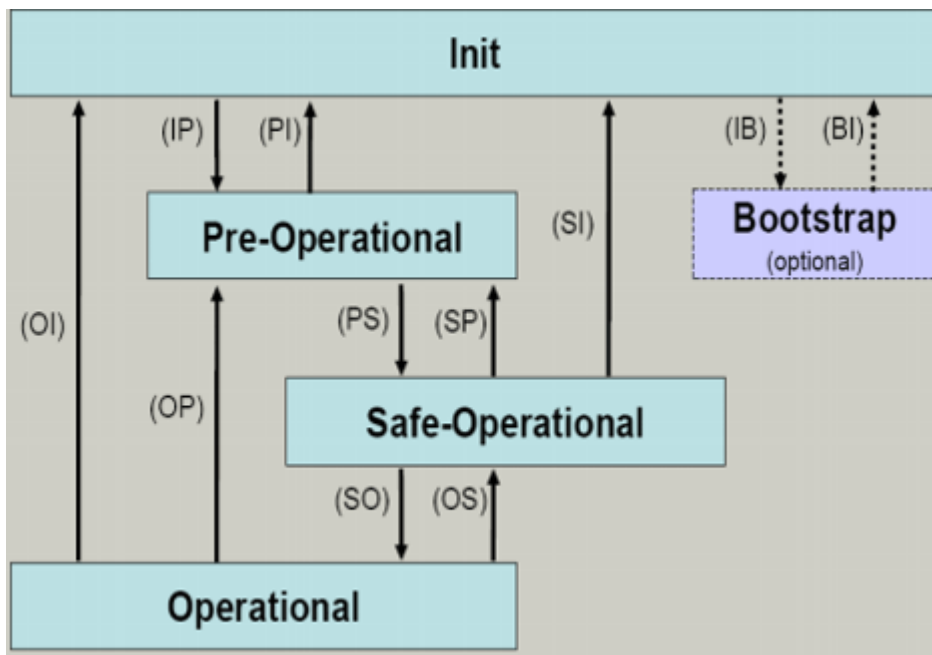 Init
(IP)
(PI)
(IB)
(BI)
(SI)
Pre-Operational
Bootstrap
(optional)
(OI)
(PS)
(SP)
(OP)
Safe-Operational
(SO)
(OS)
Operational